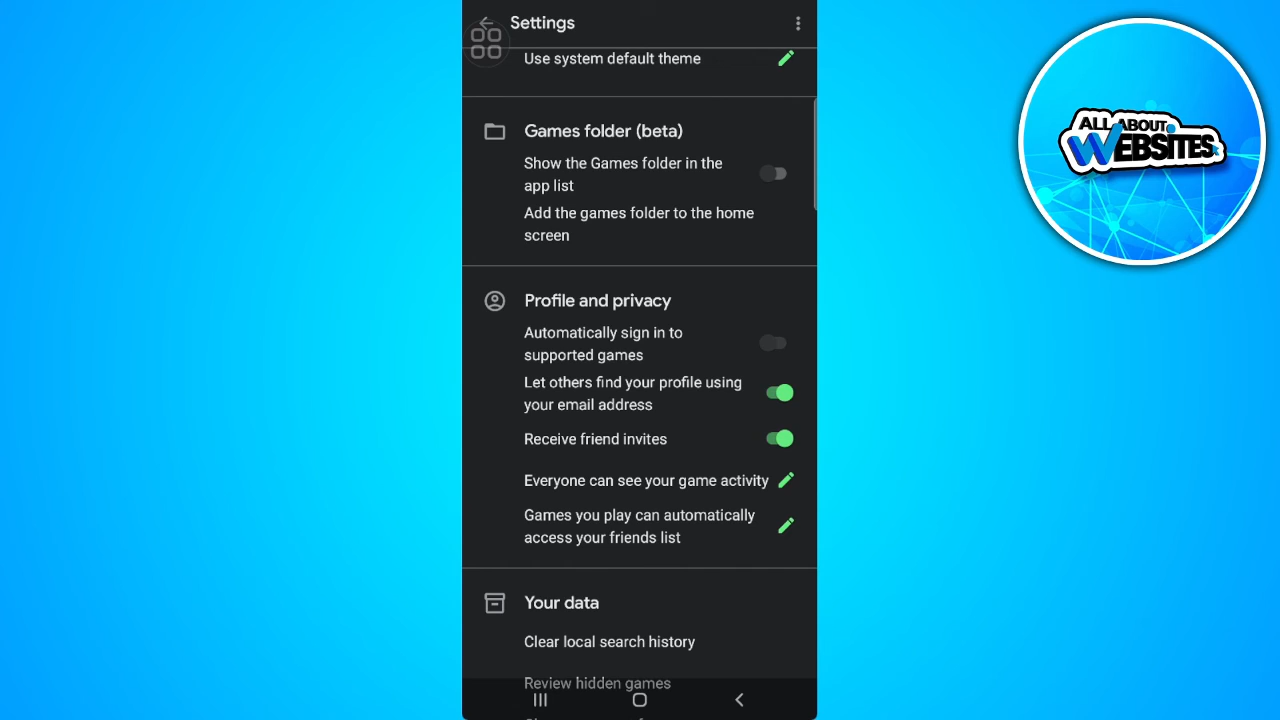 Settings
Use system default theme
Games folder (beta)
Show the Games folder in the
app list
Add the games folder to the home
screen
Profile and privacy
Automatically sign in to
supported games
Let others find your profile using
your email address
Receive friend invites
Everyone can see your game activity
Games you play can automatically
access your friends list
Your data
Clear local search history
Review hidden games
ALL ABOUT
WEBSITES